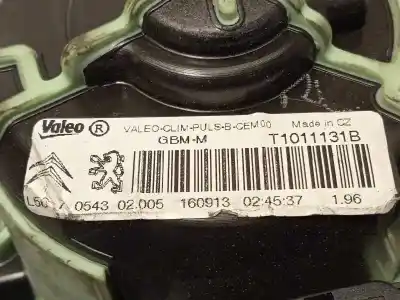 Valeo ® VALEO-CLIM-PULS-B-CEM00 Made in CZ
GBM-M T1011131B
0543 02.005 160913 02:45:37 1.96